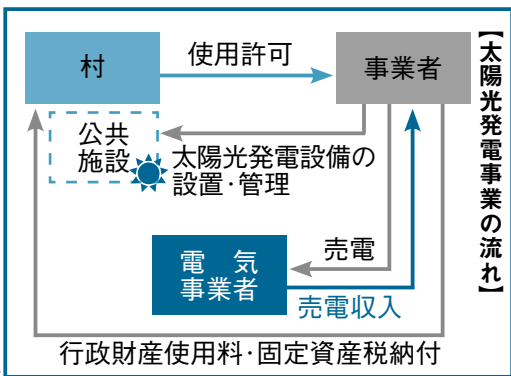 【太陽光発電事業の流れ】
村
使用許可
事業者
公共
施設
太陽光発電設備の
設置・管理
売電
電　気
事業者
売電収入
行政財産使用料・固定資産税納付